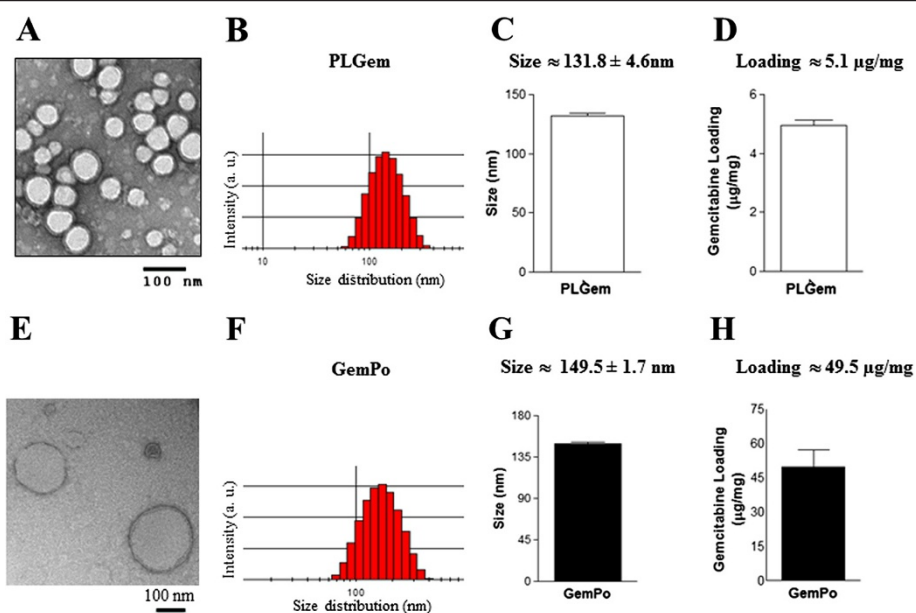 A
B
C
D
PLGem
Size ≈ 131.8 ± 4.6nm
Loading ≈ 5.1 µg/mg
100 nm
Intensity (a. u.)
10
100
Size distribution (nm)
Size (nm)
150
100
50
0
PLGem
Gemcitabine Loading
(µg/mg)
6
4
2
0
PLGem
E
F
G
H
GemPo
Size ≈ 149.5 ± 1.7 nm
Loading ≈ 49.5 µg/mg
100 nm
Intensity (a. u.)
100
Size distribution (nm)
Size (nm)
180
135
90
45
0
GemPo
Gemcitabine Loading
(µg/mg)
75
60
45
30
15
0
GemPo